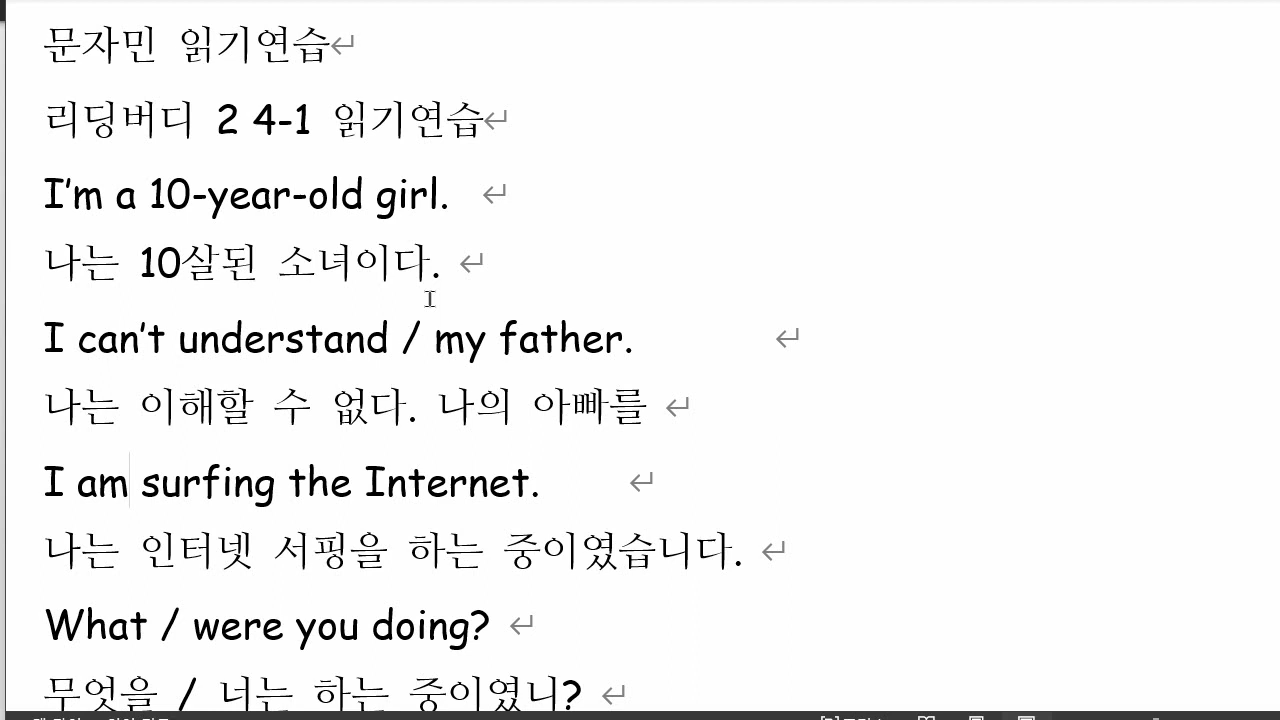 문자민 읽기연습
리딩버디 2 4-1 읽기연습
I'm a 10-year-old girl.
나는 10살된 소녀이다.
I can't understand / my father.
나는 이해할 수 없다. 나의 아빠를
I am surfing the Internet.
나는 인터넷 서핑을 하는 중이였습니다.
What / were you doing?
무엇을 / 너는 하는 중이였니?